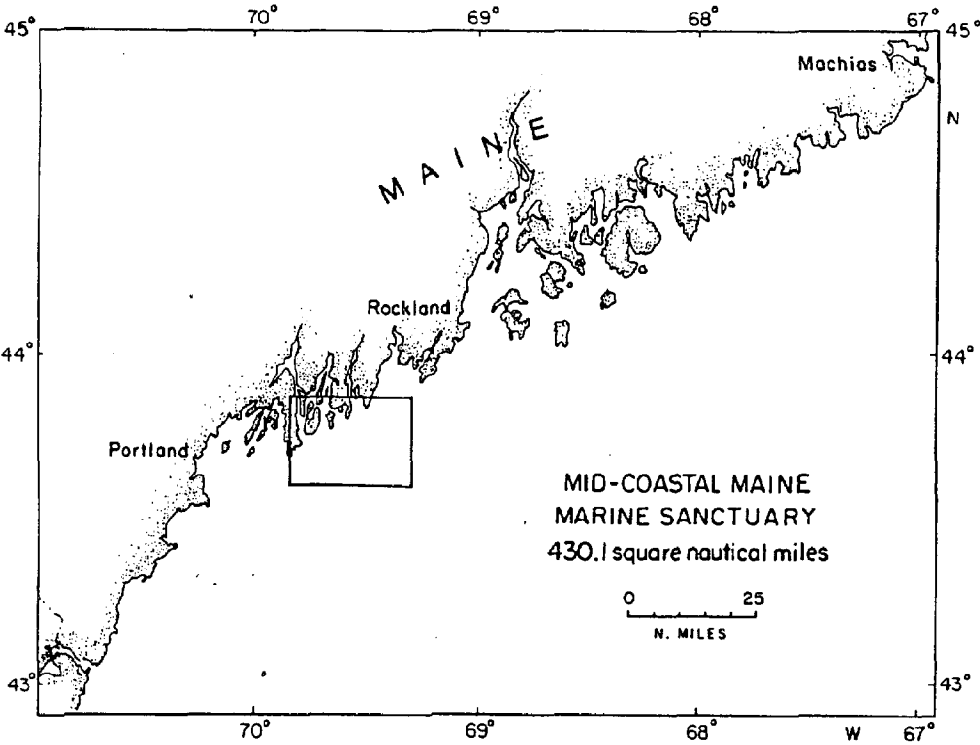 70° 69° 68° 67°
45° 45°
Machias
N
MAINE
Rockland
44° 44°
Portland
MID-COASTAL MAINE
MARINE SANCTUARY
430.1 square nautical miles
0 25
N. MILES
43° 43°
70° 69° 68° W 67°